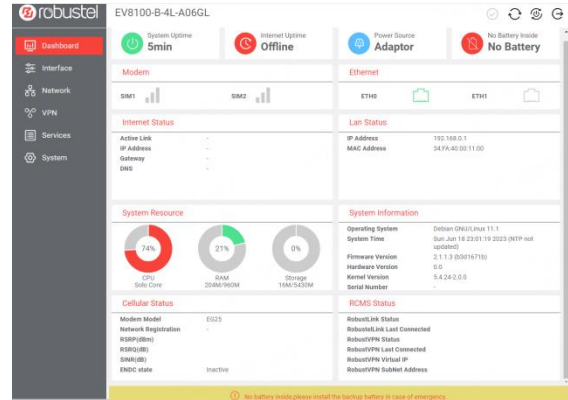 robustel
EV8100-B-4L-A06GL
Dashboard
Interface
Network
VPN
Services
System
System Uptime
5min
Internet Uptime
Offline
Power Source
Adaptor
No Battery Inside
No Battery
Modem
SIM1
SIM2
Ethernet
ETH0
ETH1
Internet Status
Active Link -
IP Address -
Gateway -
DNS -
Lan Status
IP Address 192.168.0.1
MAC Address 34:FA:40:00:11:00
System Resource
74%
CPU
Solo Core
21%
RAM
204M/960M
0%
Storage
16M/5430M
System Information
Operating System Debian GNU/Linux 11.1
System Time Sun Jun 18 23:01:19 2023 (NTP not
updated)
Firmware Version 2.1.1.3 (b3d1671b)
Hardware Version 0.0
Kernel Version 5.4.24-2.0.0
Serial Number -
Cellular Status
Modem Model EG25
Network Registration -
RSRP(dBm)
RSRQ(dB)
SINR(dB)
ENDC state Inactive
RCMS Status
RobustLink Status
RobustelLink Last Connected
RobustVPN Status
RobustVPN Last Connected
RobustVPN Virtual IP
RobustVPN SubNet Address
No battery inside,please install the backup battery in case of emergency.